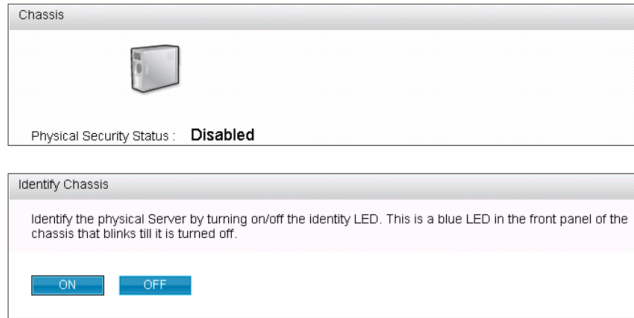 Chassis
Physical Security Status : Disabled
Identify Chassis
Identify the physical Server by turning on/off the identity LED. This is a blue LED in the front panel of the
chassis that blinks till it is turned off.
ON OFF